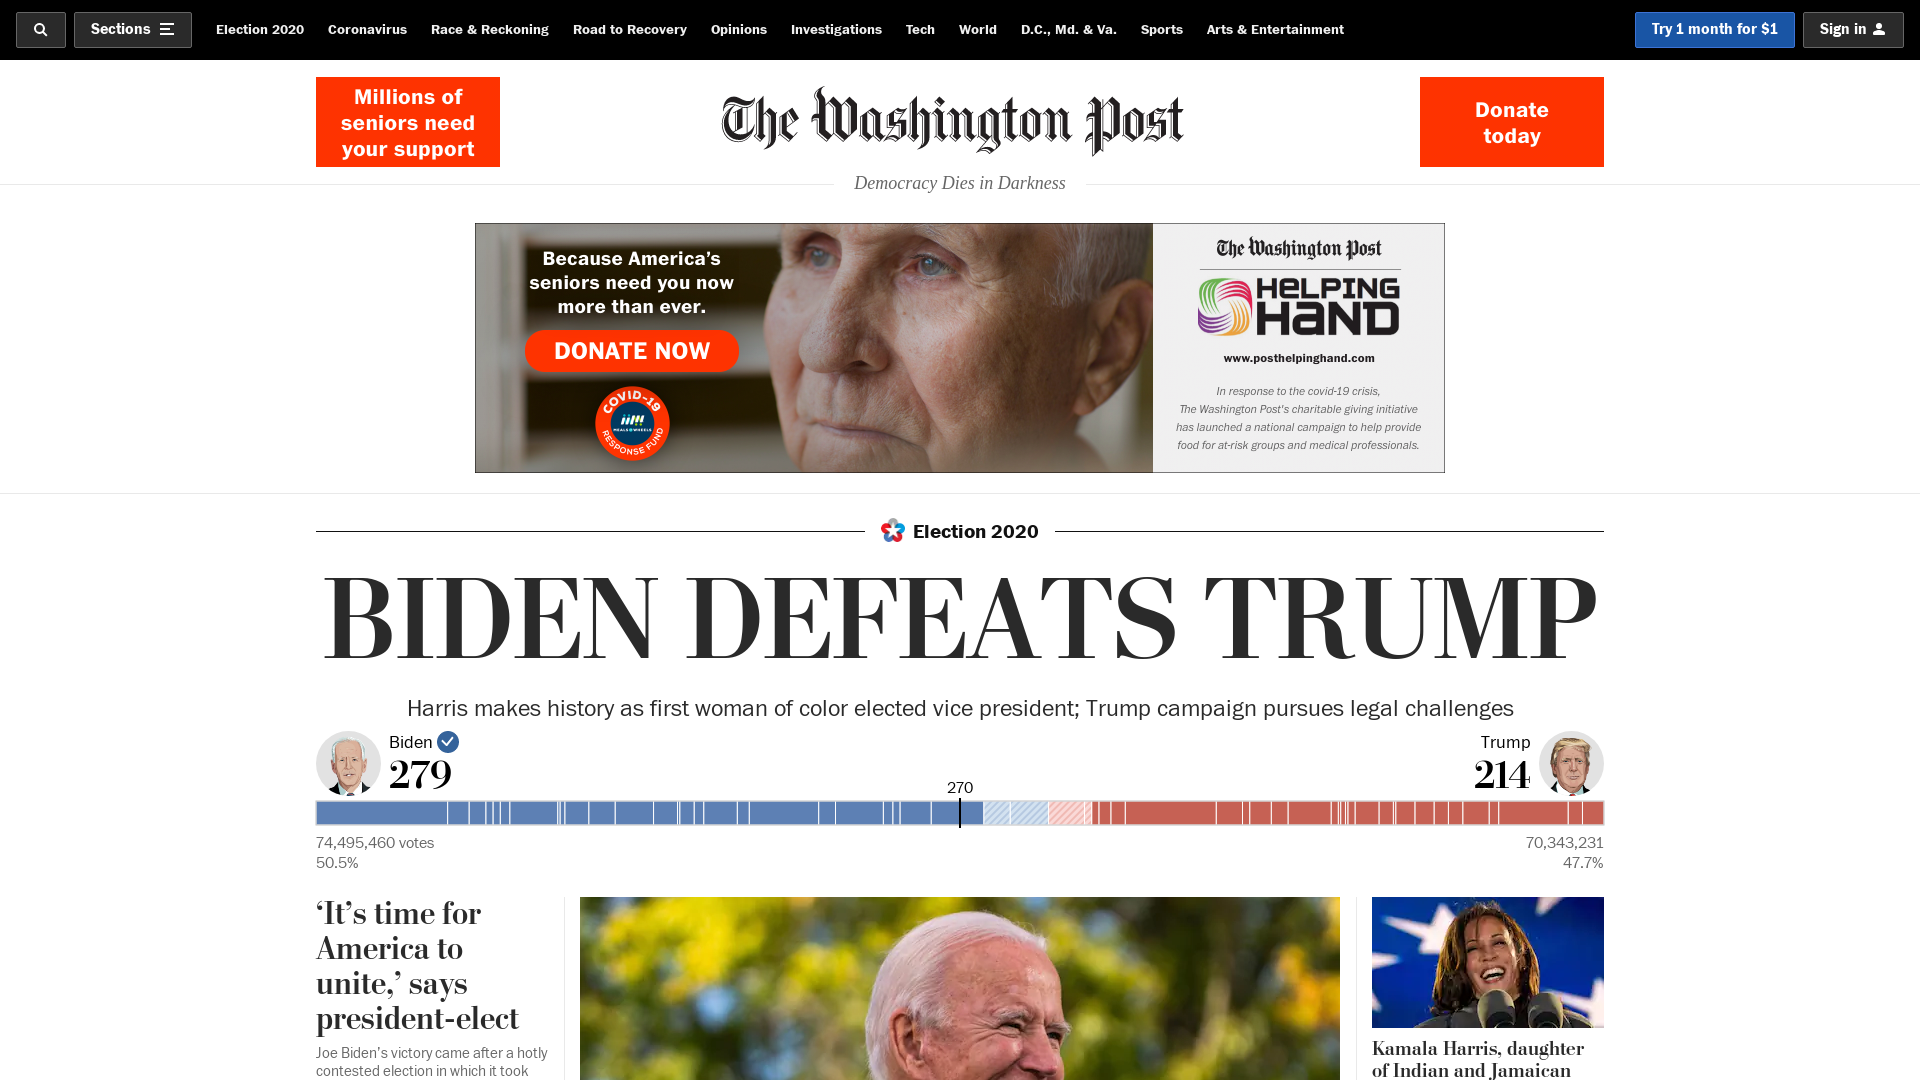 Sections
Election 2020
Coronavirus
Race & Reckoning
Road to Recovery
Opinions
Investigations
Tech
World
D.C., Md. & Va.
Sports
Arts & Entertainment
Try 1 month for $1
Sign in
Millions of
seniors need
your support
The Washington Post
Donate
today
Democracy Dies in Darkness
Because America's
seniors need you now
more than ever.
DONATE NOW
COVID-19
MEALS ON WHEELS
RESPONSE FUND
The Washington Post
HELPING
HAND
www.posthelpinghand.com
In response to the covid-19 crisis,
The Washington Post's charitable giving initiative
has launched a national campaign to help provide
food for at-risk groups and medical professionals.
Election 2020
BIDEN DEFEATS TRUMP
Harris makes history as first woman of color elected vice president; Trump campaign pursues legal challenges
Biden
279
Trump
214
270
74,495,460 votes
50.5%
70,343,231
47.7%
‘It’s time for
America to
unite,’ says
president-elect
Joe Biden’s victory came after a hotly
contested election in which it took
Kamala Harris, daughter
of Indian and Jamaican